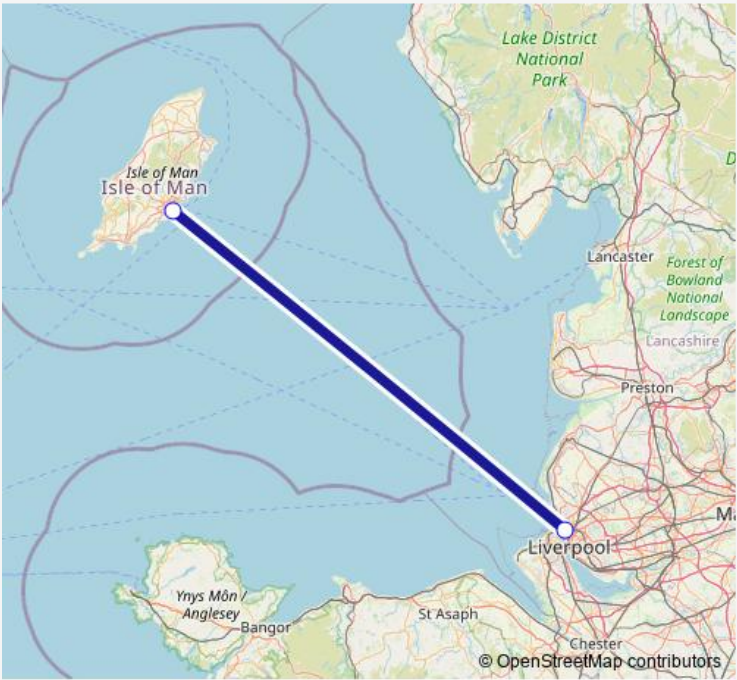 Lake District
National
Park
Isle of Man
Isle of Man
D
Lancaster
Forest of
Bowland
National
Landscape
Lancashire
Preston
Ma
Liverpool
Ynys Môn /
Anglesey
St Asaph
Bangor
Chester
© OpenStreetMap contributors